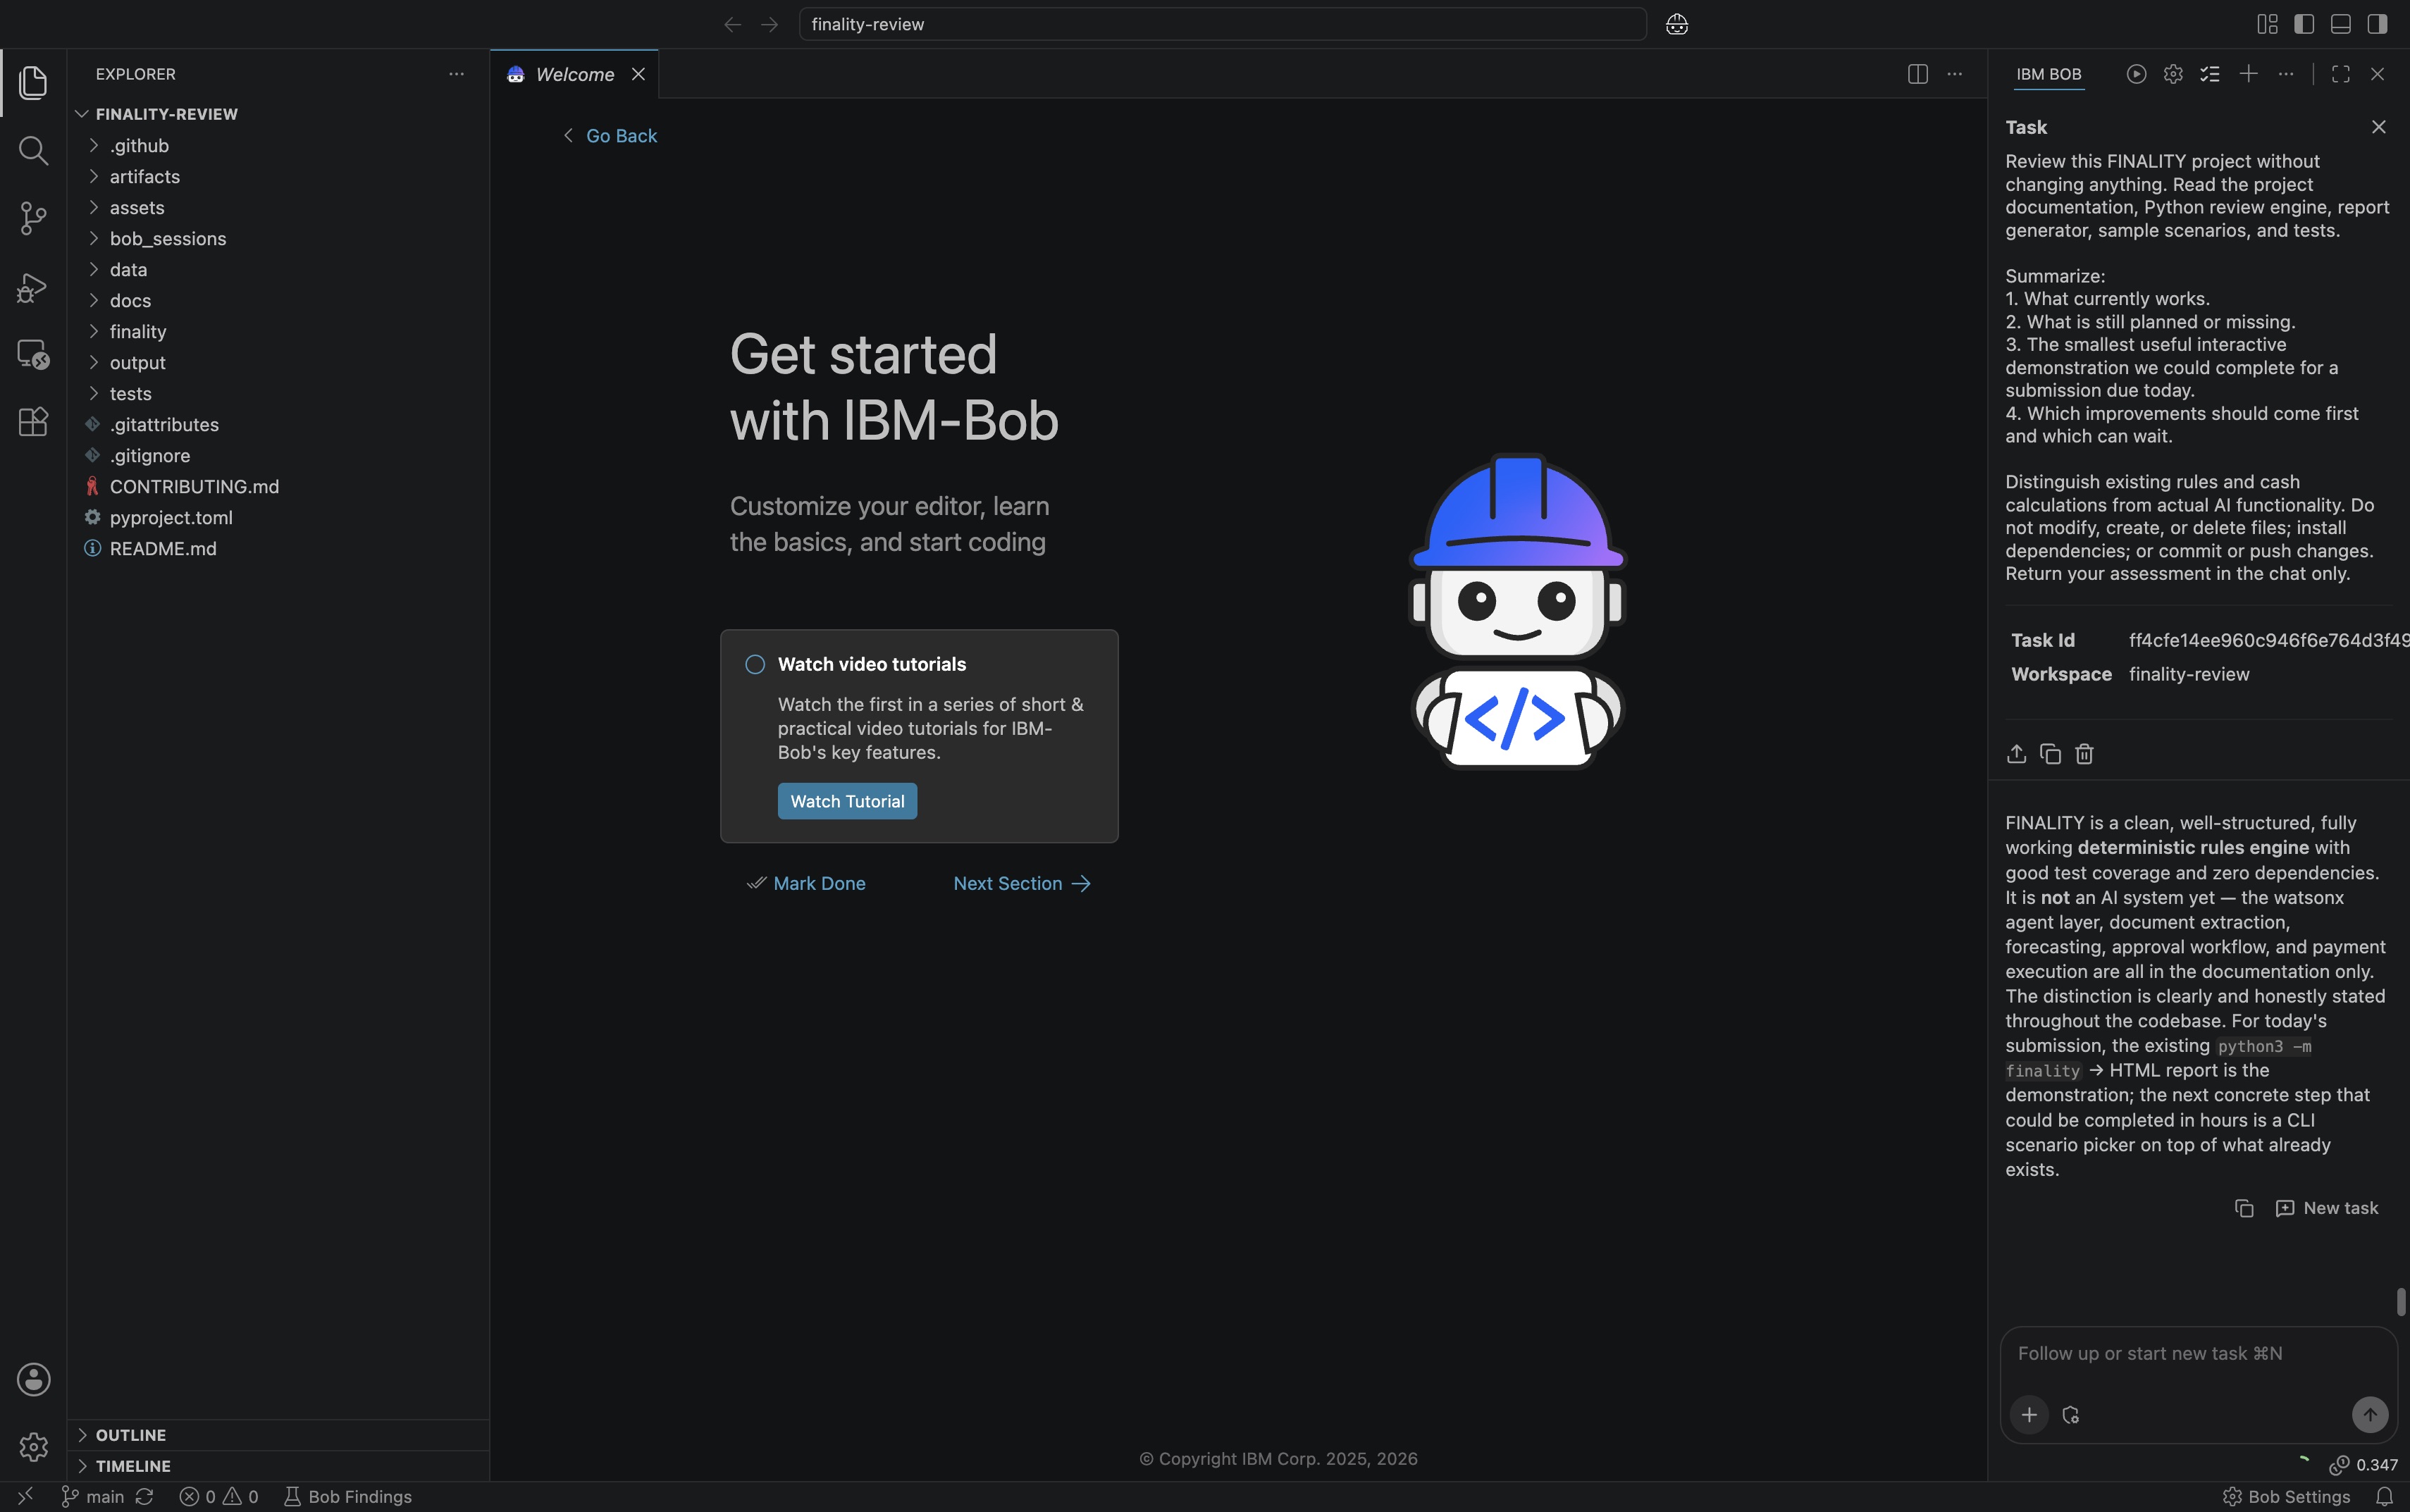 finality-review
EXPLORER
FINALITY-REVIEW
.github
artifacts
assets
bob_sessions
data
docs
finality
output
tests
.gitattributes
.gitignore
CONTRIBUTING.md
pyproject.toml
README.md
OUTLINE
TIMELINE
Welcome
Go Back
Get started
with IBM-Bob
Customize your editor, learn
the basics, and start coding
Watch video tutorials
Watch the first in a series of short &
practical video tutorials for IBM-
Bob's key features.
Watch Tutorial
Mark Done
Next Section
</>
© Copyright IBM Corp. 2025, 2026
IBM BOB
Task
Review this FINALITY project without
changing anything. Read the project
documentation, Python review engine, report
generator, sample scenarios, and tests.
Summarize:
1. What currently works.
2. What is still planned or missing.
3. The smallest useful interactive
demonstration we could complete for a
submission due today.
4. Which improvements should come first
and which can wait.
Distinguish existing rules and cash
calculations from actual AI functionality. Do
not modify, create, or delete files; install
dependencies; or commit or push changes.
Return your assessment in the chat only.
Task Id ff4cfe14ee960c946f6e764d3f49
Workspace finality-review
FINALITY is a clean, well-structured, fully
working deterministic rules engine with
good test coverage and zero dependencies.
It is not an AI system yet — the watsonx
agent layer, document extraction,
forecasting, approval workflow, and payment
execution are all in the documentation only.
The distinction is clearly and honestly stated
throughout the codebase. For today's
submission, the existing python3 -m
finality → HTML report is the
demonstration; the next concrete step that
could be completed in hours is a CLI
scenario picker on top of what already
exists.
New task
Follow up or start new task ⌘N
0.347
main
0
0
Bob Findings
Bob Settings